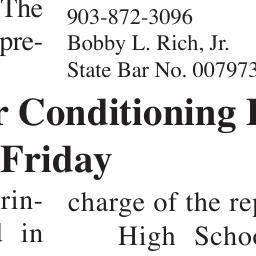 The
pre-
903-872-3096
Bobby L. Rich, Jr.
State Bar No. 007973
Conditioning
Friday
rin-
in
charge of the rep
High Schoo